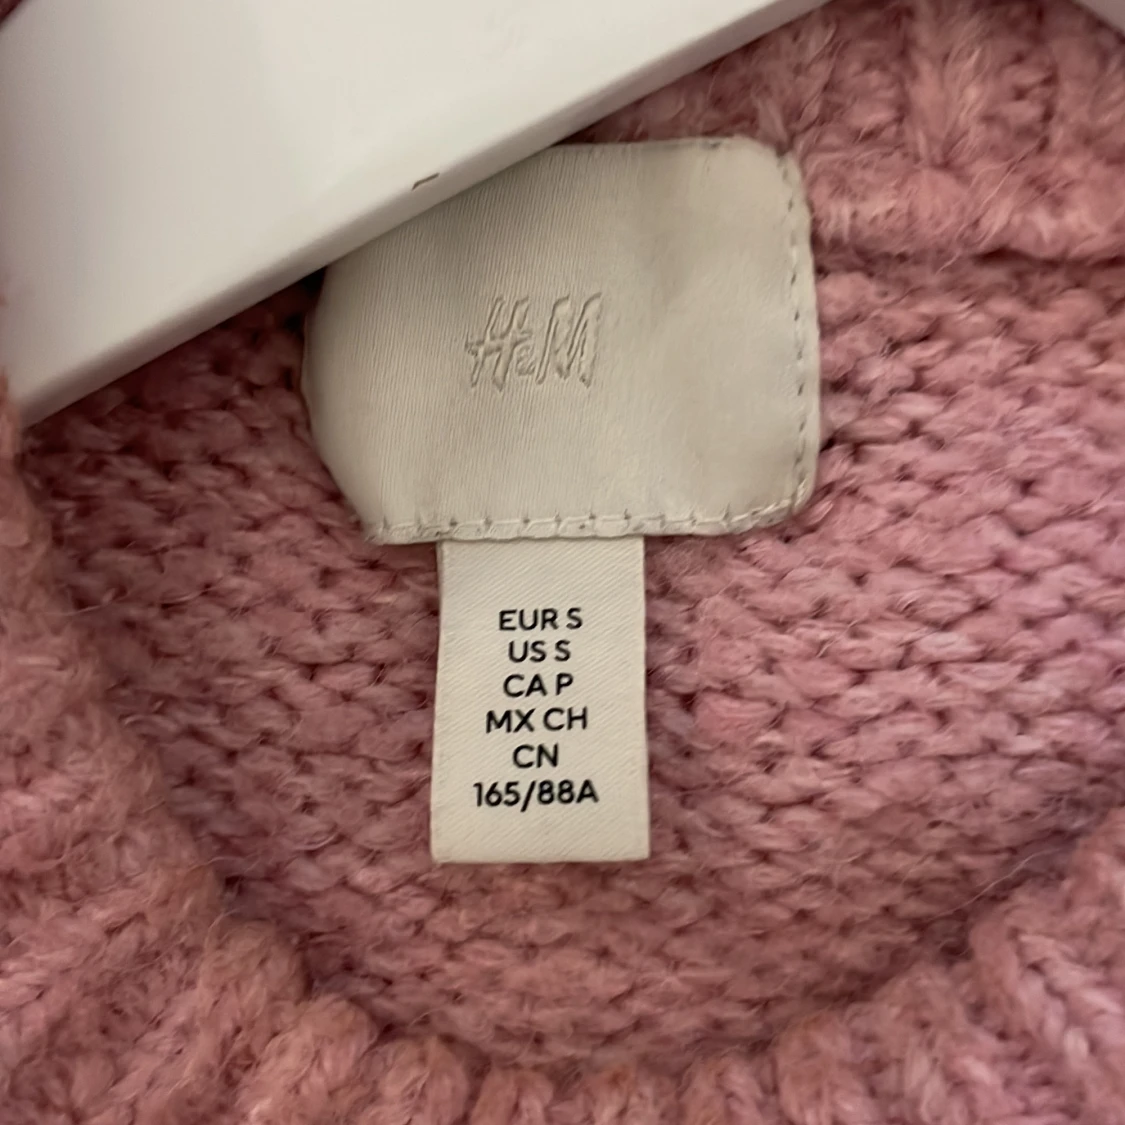 H&M
EUR S
US S
CA P
MX CH
CN
165/88A